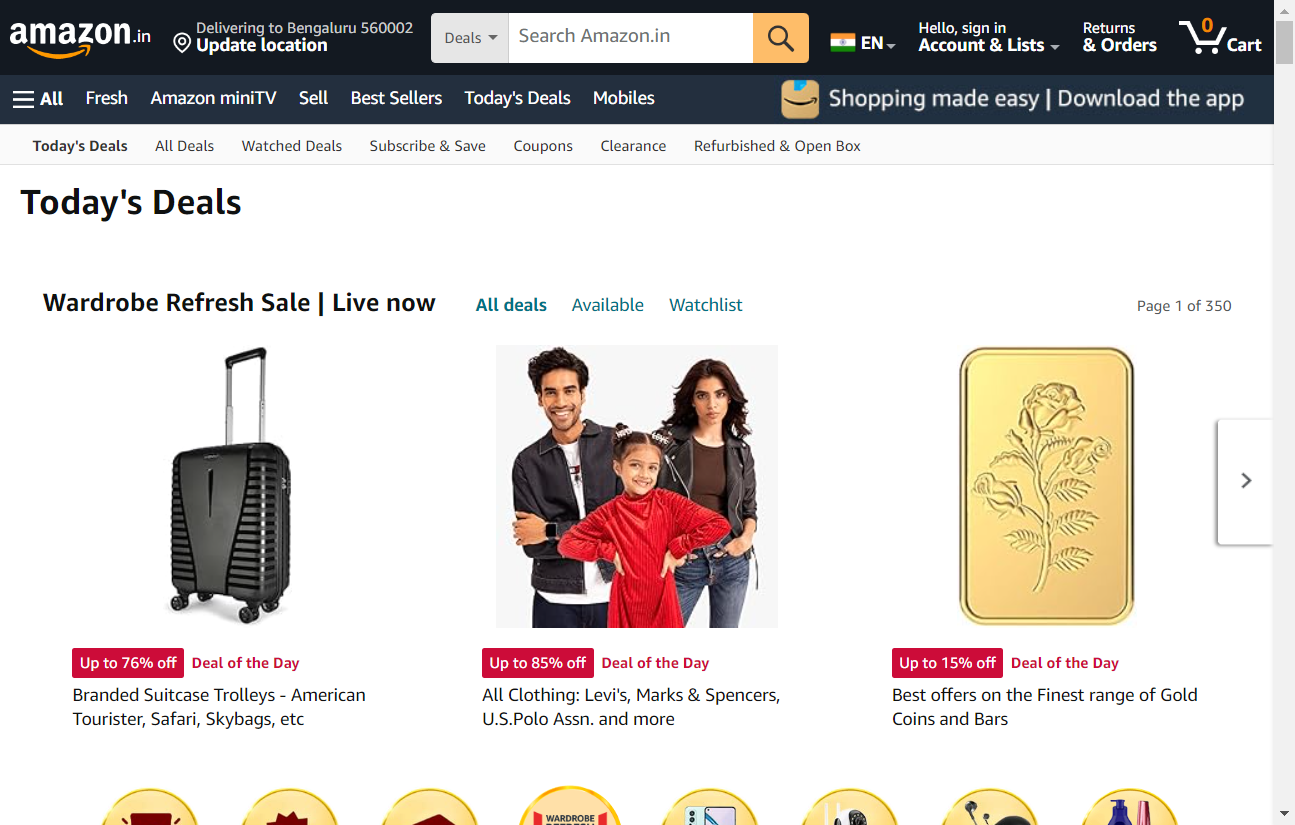 amazon.in
Delivering to Bengaluru 560002
Update location
Deals
Search Amazon.in
EN
Hello, sign in
Account & Lists
Returns
& Orders
0
Cart
All
Fresh
Amazon miniTV
Sell
Best Sellers
Today's Deals
Mobiles
Shopping made easy | Download the app
Today's Deals
All Deals
Watched Deals
Subscribe & Save
Coupons
Clearance
Refurbished & Open Box
Today's Deals
Wardrobe Refresh Sale | Live now
All deals
Available
Watchlist
Page 1 of 350
Up to 76% off
Deal of the Day
Branded Suitcase Trolleys - American
Tourister, Safari, Skybags, etc
Up to 85% off
Deal of the Day
All Clothing: Levi's, Marks & Spencers,
U.S.Polo Assn. and more
Up to 15% off
Deal of the Day
Best offers on the Finest range of Gold
Coins and Bars
WARDROBE